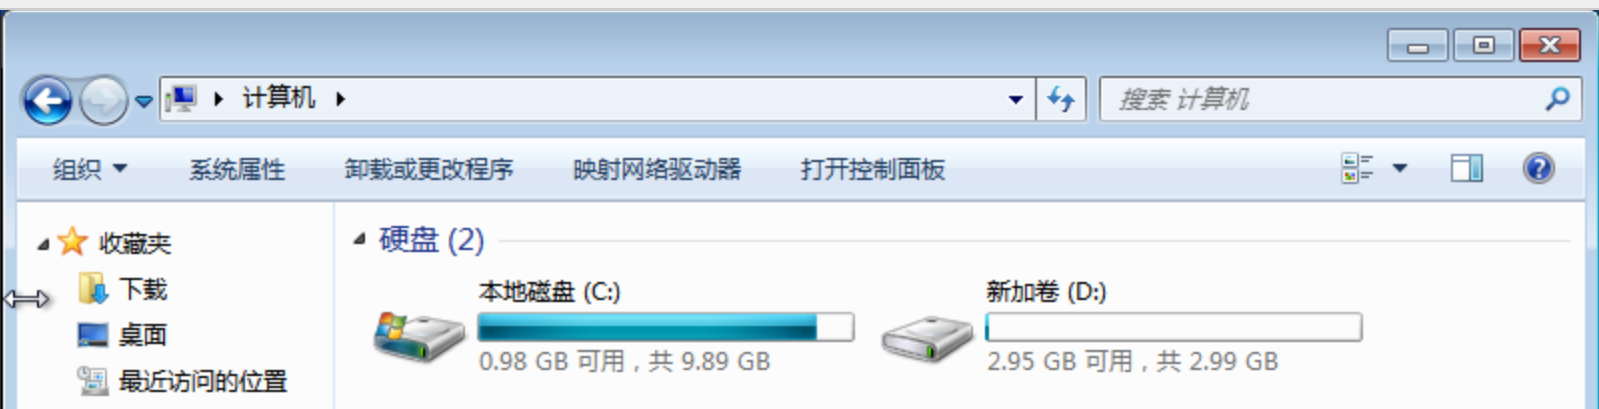 计算机
搜索 计算机
组织 系统属性 卸载或更改程序 映射网络驱动器 打开控制面板
收藏夹
下载
桌面
最近访问的位置
硬盘 (2)
本地磁盘 (C:)
0.98 GB 可用，共 9.89 GB
新加卷 (D:)
2.95 GB 可用，共 2.99 GB